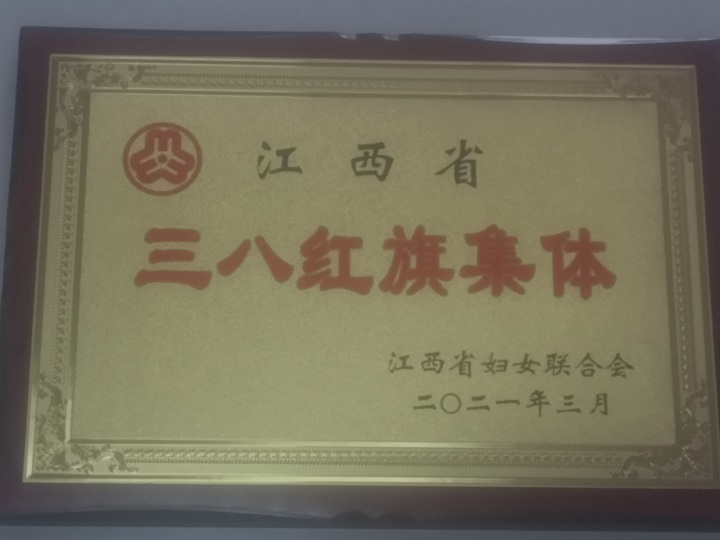 江西省
三八红旗集体
江西省妇女联合会
二〇二一年三月